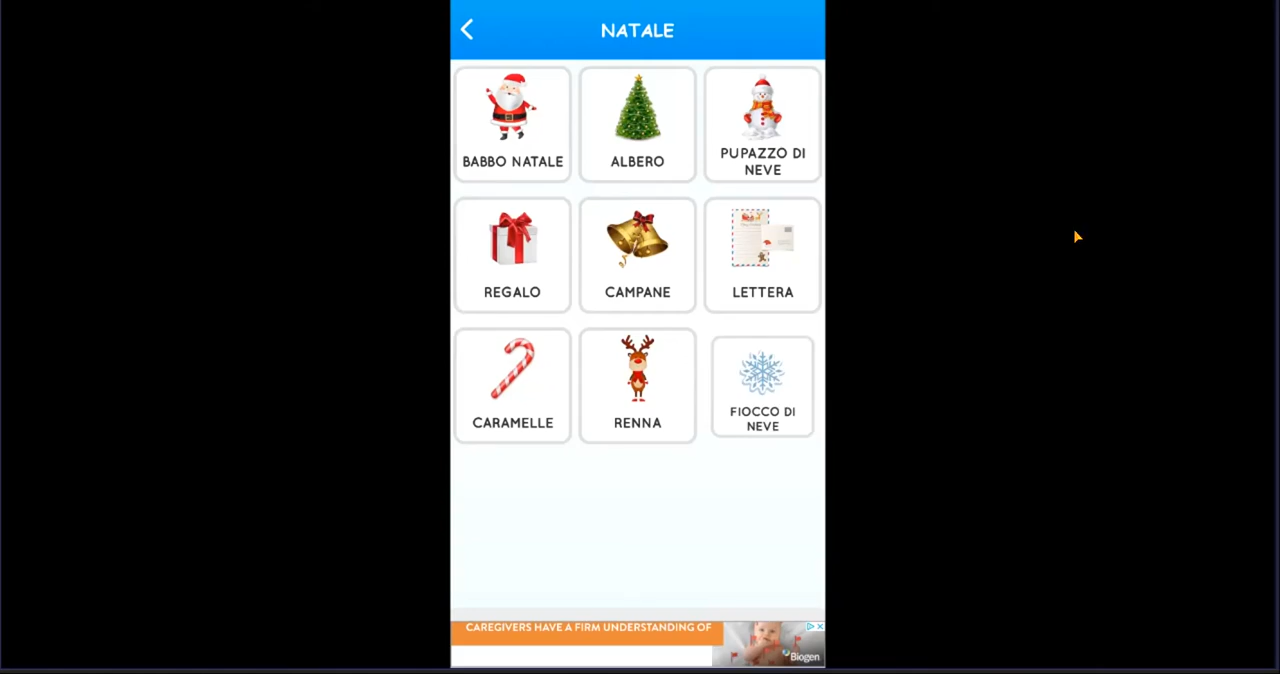 NATALE
BABBO NATALE
ALBERO
PUPAZZO DI
NEVE
REGALO
CAMPANE
LETTERA
CARAMELLE
RENNA
FIOCCO DI
NEVE
CAREGIVERS HAVE A FIRM UNDERSTANDING OF
Biogen